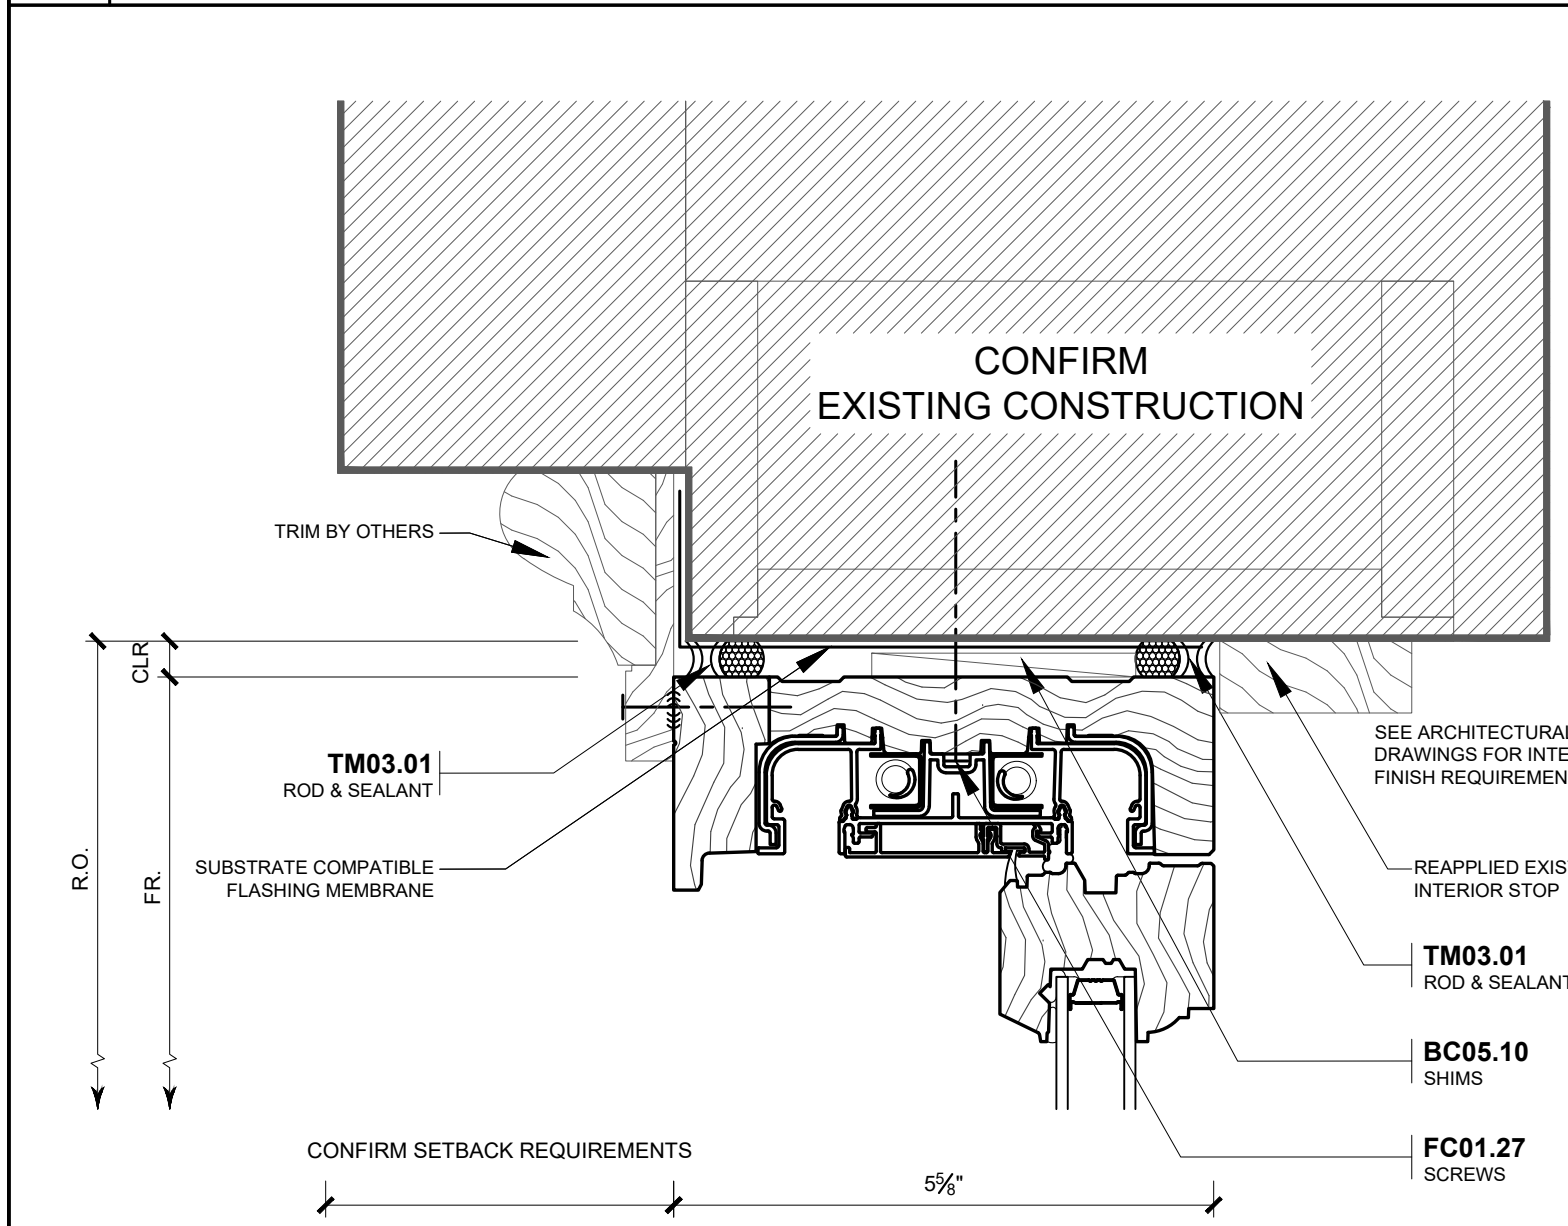 CONFIRM
EXISTING CONSTRUCTION
TRIM BY OTHERS
CLR
R.O.
FR.
TM03.01
ROD & SEALANT
SUBSTRATE COMPATIBLE
FLASHING MEMBRANE
SEE ARCHITECTURAL
DRAWINGS FOR INTE
FINISH REQUIREMEN
REAPPLIED EXIS
INTERIOR STOP
TM03.01
ROD & SEALANT
BC05.10
SHIMS
FC01.27
SCREWS
CONFIRM SETBACK REQUIREMENTS
5⅝"